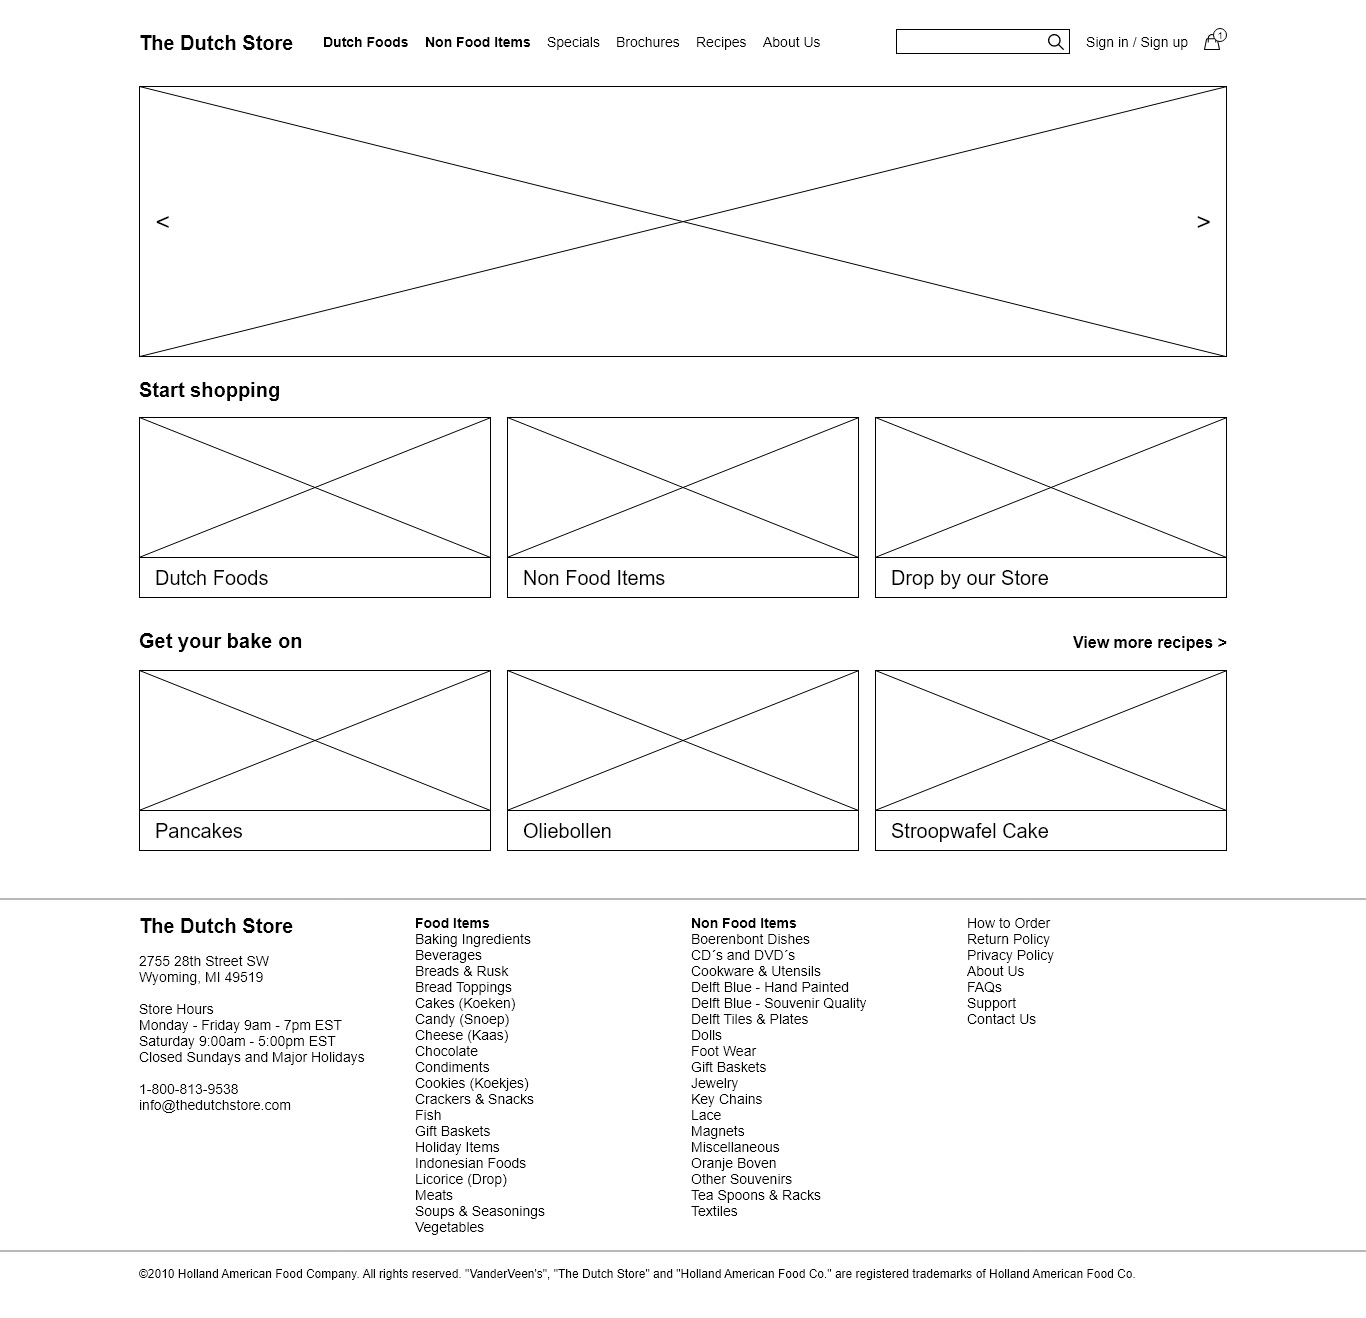 The Dutch Store Dutch Foods Non Food Items Specials Brochures Recipes About Us Sign in / Sign up 1
< >
Start shopping
Dutch Foods
Non Food Items
Drop by our Store
Get your bake on
View more recipes >
Pancakes
Oliebollen
Stroopwafel Cake
The Dutch Store
2755 28th Street SW
Wyoming, MI 49519
Store Hours
Monday - Friday 9am - 7pm EST
Saturday 9:00am - 5:00pm EST
Closed Sundays and Major Holidays
1-800-813-9538
info@thedutchstore.com
Food Items
Baking Ingredients
Beverages
Breads & Rusk
Bread Toppings
Cakes (Koeken)
Candy (Snoep)
Cheese (Kaas)
Chocolate
Condiments
Cookies (Koekjes)
Crackers & Snacks
Fish
Gift Baskets
Holiday Items
Indonesian Foods
Licorice (Drop)
Meats
Soups & Seasonings
Vegetables
Non Food Items
Boerenbont Dishes
CD´s and DVD´s
Cookware & Utensils
Delft Blue - Hand Painted
Delft Blue - Souvenir Quality
Delft Tiles & Plates
Dolls
Foot Wear
Gift Baskets
Jewelry
Key Chains
Lace
Magnets
Miscellaneous
Oranje Boven
Other Souvenirs
Tea Spoons & Racks
Textiles
How to Order
Return Policy
Privacy Policy
About Us
FAQs
Support
Contact Us
©2010 Holland American Food Company. All rights reserved. "VanderVeen's", "The Dutch Store" and "Holland American Food Co." are registered trademarks of Holland American Food Co.